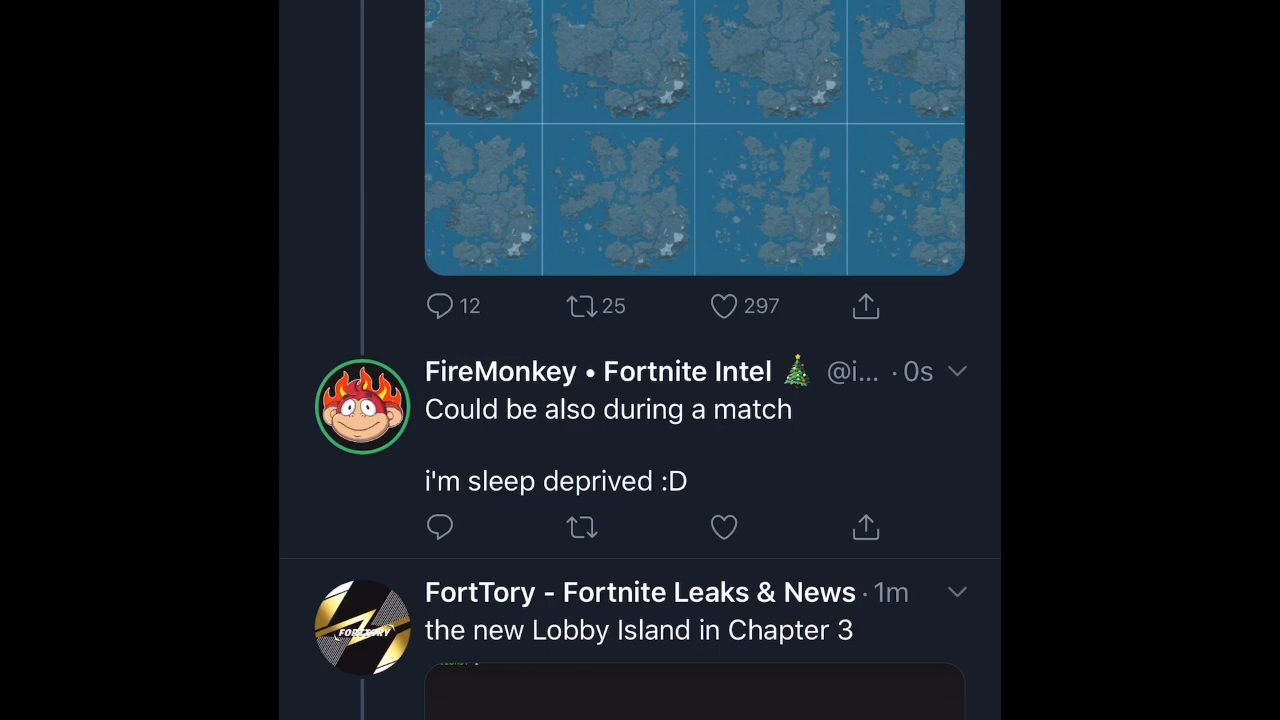 12 25 297
FireMonkey • Fortnite Intel 🎄 @i... · 0s
Could be also during a match
i'm sleep deprived :D
FortTory - Fortnite Leaks & News · 1m
FORTTORY
the new Lobby Island in Chapter 3